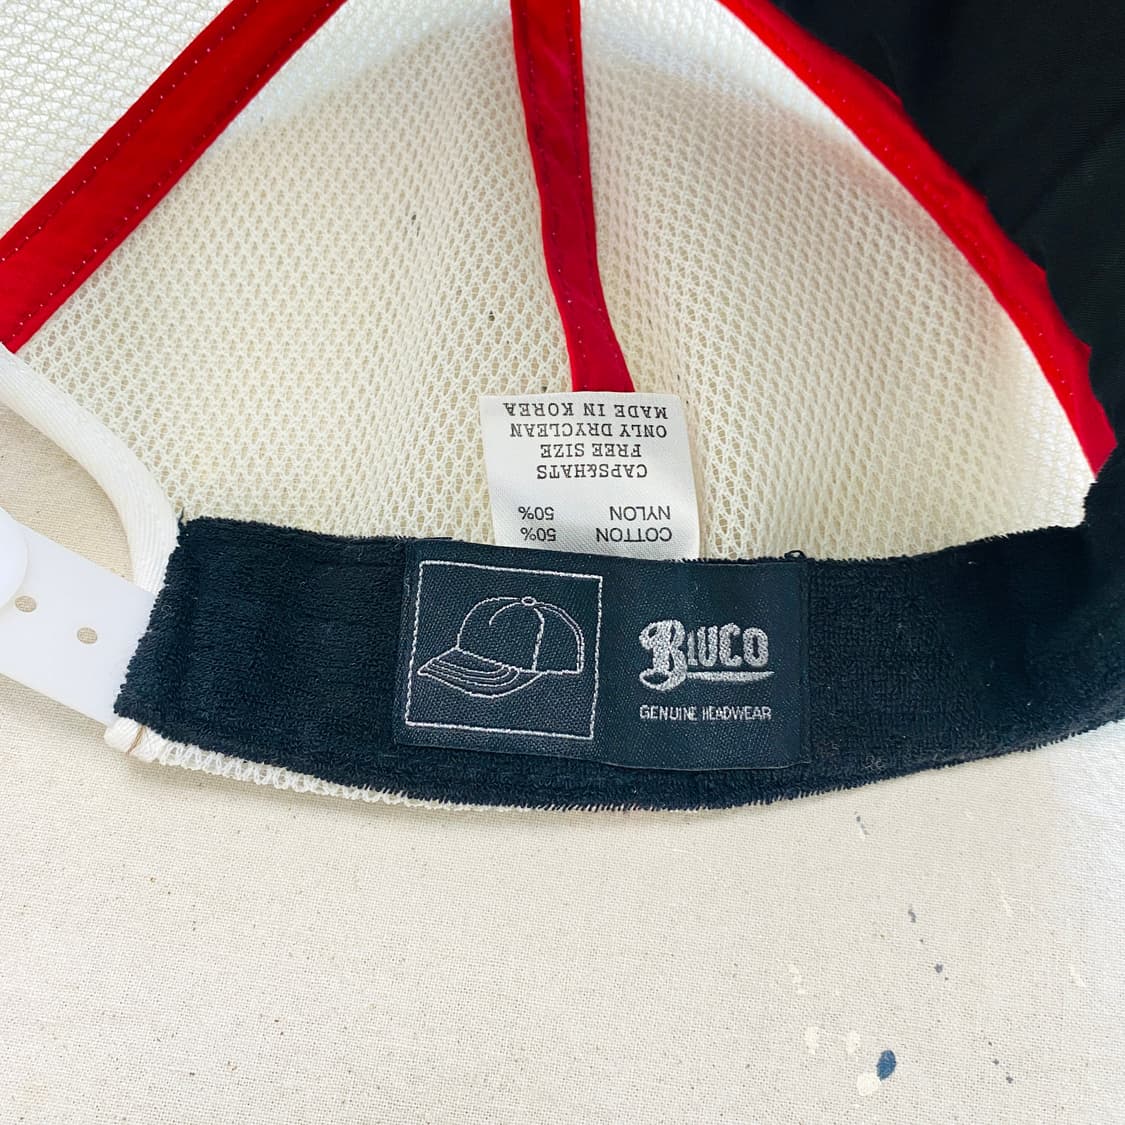 COTTON 50%
NYLON 50%
CAPS&HATS
FREE SIZE
ONLY DRYCLEAN
MADE IN KOREA
BLUCO
GENUINE HEADWEAR